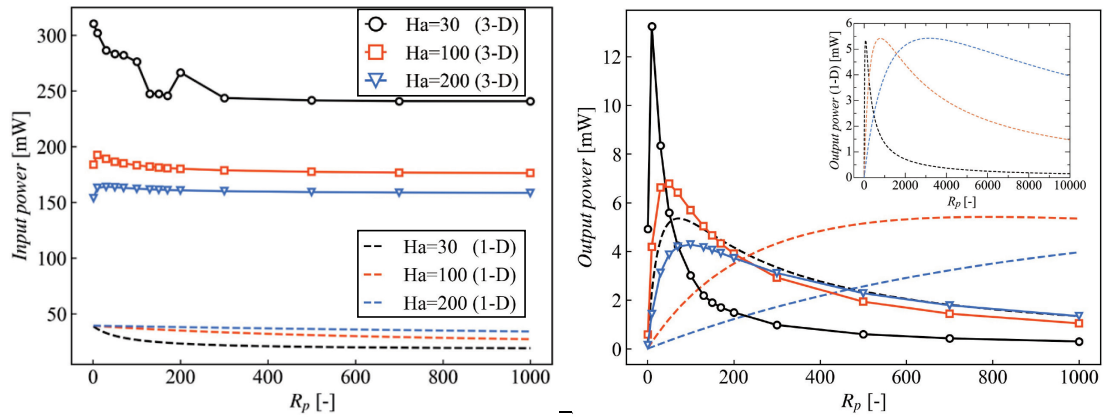 300
250
200
150
100
50
Input power [mW]
Ha=30 (3-D)
Ha=100 (3-D)
Ha=200 (3-D)
Ha=30 (1-D)
Ha=100 (1-D)
Ha=200 (1-D)
0 200 400 600 800 1000
Rp [-]
12
10
8
6
4
2
0
Output power [mW]
0 200 400 600 800 1000
Rp [-]
6
5
4
3
2
1
0
Output power (1-D) [mW]
0 2000 4000 6000 8000 10000
Rp [-]